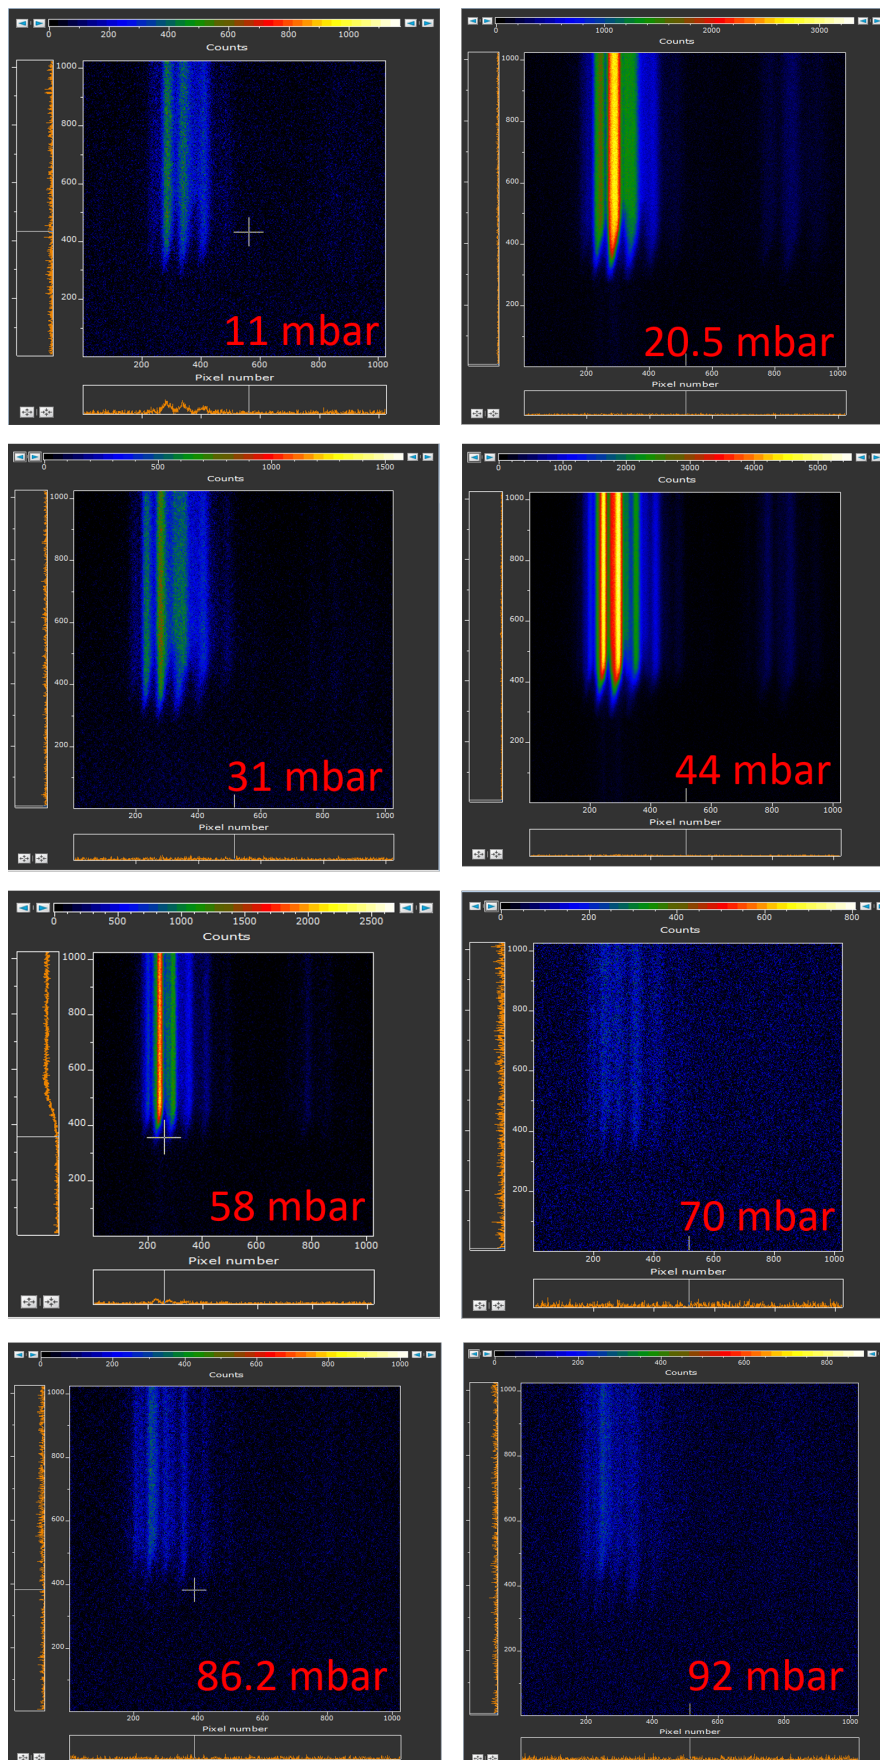 0 200 400 600 800 1000
Counts
1000
800
600
400
200
11 mbar
200 400 600 800 1000
Pixel number
0 1000 2000 3000
Counts
1000
800
600
400
200
20.5 mbar
200 400 600 800 1000
Pixel number
0 500 1000 1500
Counts
1000
800
600
400
200
31 mbar
200 400 600 800 1000
Pixel number
0 1000 2000 3000 4000 5000
Counts
1000
800
600
400
200
44 mbar
200 400 600 800 1000
Pixel number
0 500 1000 1500 2000 2500
Counts
1000
800
600
400
200
58 mbar
200 400 600 800 1000
Pixel number
0 200 400 600 800
Counts
1000
800
600
400
200
70 mbar
200 400 600 800 1000
Pixel number
0 200 400 600 800 1000
Counts
1000
800
600
400
200
86.2 mbar
200 400 600 800 1000
Pixel number
0 200 400 600 800
Counts
1000
800
600
400
200
92 mbar
200 400 600 800 1000
Pixel number